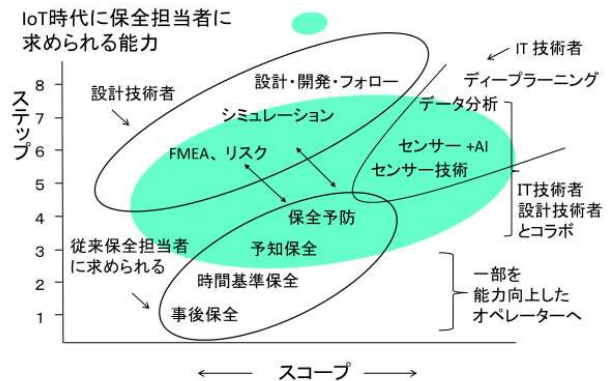 IoT時代に保全担当者に
求められる能力
IT 技術者
ディープラーニング
設計・開発・フォロー
設計技術者
データ分析
シミュレーション
センサー +AI
FMEA、リスク
センサー技術
IT技術者
設計技術者
とコラボ
保全予防
従来保全担当者
に求められる
予知保全
時間基準保全
事後保全
一部を
能力向上した
オペレーターへ
ステップ
8
7
6
5
4
3
2
1
スコープ